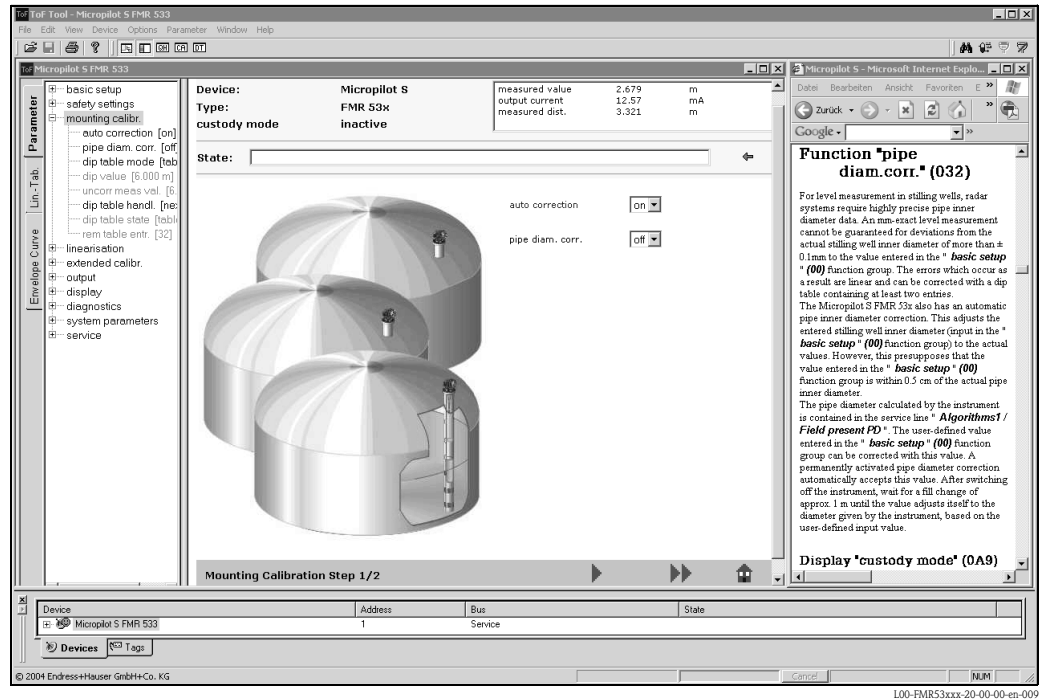 ToF Tool - Micropilot S FMR 533
File Edit View Device Options Parameter Window Help
Micropilot S FMR 533
Parameter
Lin.-Tab.
Envelope Curve
basic setup
safety settings
mounting calibr.
auto correction [on]
pipe diam. corr. [off
dip table mode [tab
dip value [6.000 m]
uncorr meas val. [6.
dip table handl. [ne
dip table state [tabl
rem table entr. [32]
linearisation
extended calibr.
output
display
diagnostics
system parameters
service
Device: Micropilot S
Type: FMR 53x
custody mode inactive
measured value 2.679 m
output current 12.57 mA
measured dist. 3.321 m
State:
auto correction on
pipe diam. corr. off
Mounting Calibration Step 1/2
Micropilot S - Microsoft Internet Explo...
Datei Bearbeiten Ansicht Favoriten E »
Zurück
Google
Function "pipe
diam.corr." (032)
For level measurement in stilling wells, radar
systems require highly precise pipe inner
diameter data. An mm-exact level measurement
cannot be guaranteed for deviations from the
actual stilling well inner diameter of more than ±
0.1mm to the value entered in the " basic setup
" (00) function group. The errors which occur as
a result are linear and can be corrected with a dip
table containing at least two entries.
The Micropilot S FMR 53x also has an automatic
pipe inner diameter correction. This adjusts the
entered stilling well inner diameter (input in the "
basic setup " (00) function group) to the actual
values. However, this presupposes that the
value entered in the " basic setup " (00)
function group is within 0.5 cm of the actual pipe
inner diameter.
The pipe diameter calculated by the instrument
is contained in the service line " Algorithms1 /
Field present PD ". The user-defined value
entered in the " basic setup " (00) function
group can be corrected with this value. A
permanently activated pipe diameter correction
automatically accepts this value. After switching
off the instrument, wait for a fill change of
approx. 1 m until the value adjusts itself to the
diameter given by the instrument, based on the
user-defined input value.
Display "custody mode" (0A9)
Device Address Bus State
Micropilot S FMR 533 1 Service
Devices Tags
© 2004 Endress+Hauser GmbH+Co. KG
Cancel
NUM
L00-FMR53xxx-20-00-00-en-009